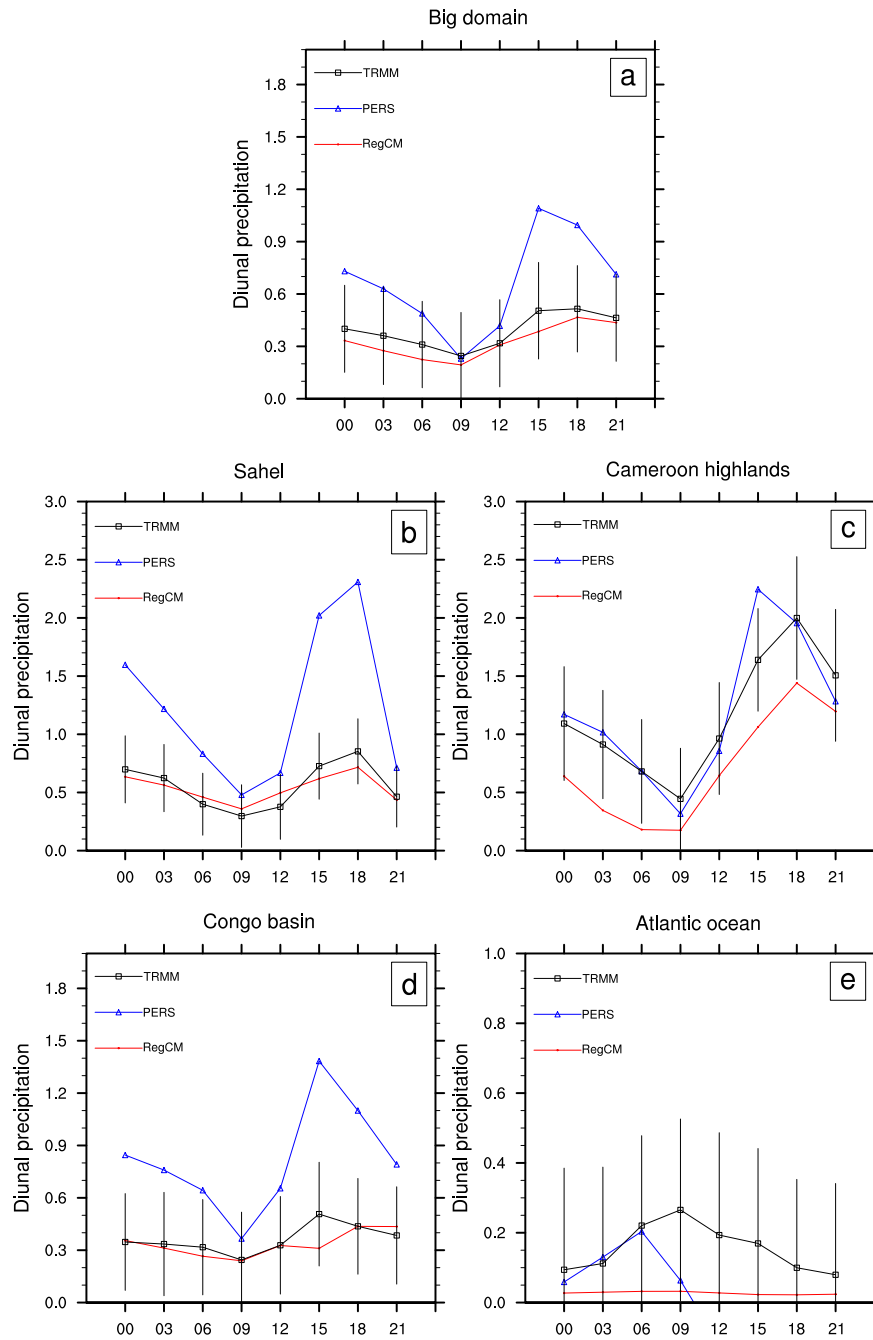 Big domain
a
TRMM
PERS
RegCM
Diunal precipitation
1.8
1.5
1.2
0.9
0.6
0.3
0.0
00 03 06 09 12 15 18 21
Sahel
b
TRMM
PERS
RegCM
Diunal precipitation
3.0
2.5
2.0
1.5
1.0
0.5
0.0
00 03 06 09 12 15 18 21
Cameroon highlands
c
TRMM
PERS
RegCM
Diunal precipitation
3.0
2.5
2.0
1.5
1.0
0.5
0.0
00 03 06 09 12 15 18 21
Congo basin
d
TRMM
PERS
RegCM
Diunal precipitation
1.8
1.5
1.2
0.9
0.6
0.3
0.0
00 03 06 09 12 15 18 21
Atlantic ocean
e
TRMM
PERS
RegCM
Diunal precipitation
1.0
0.8
0.6
0.4
0.2
0.0
00 03 06 09 12 15 18 21